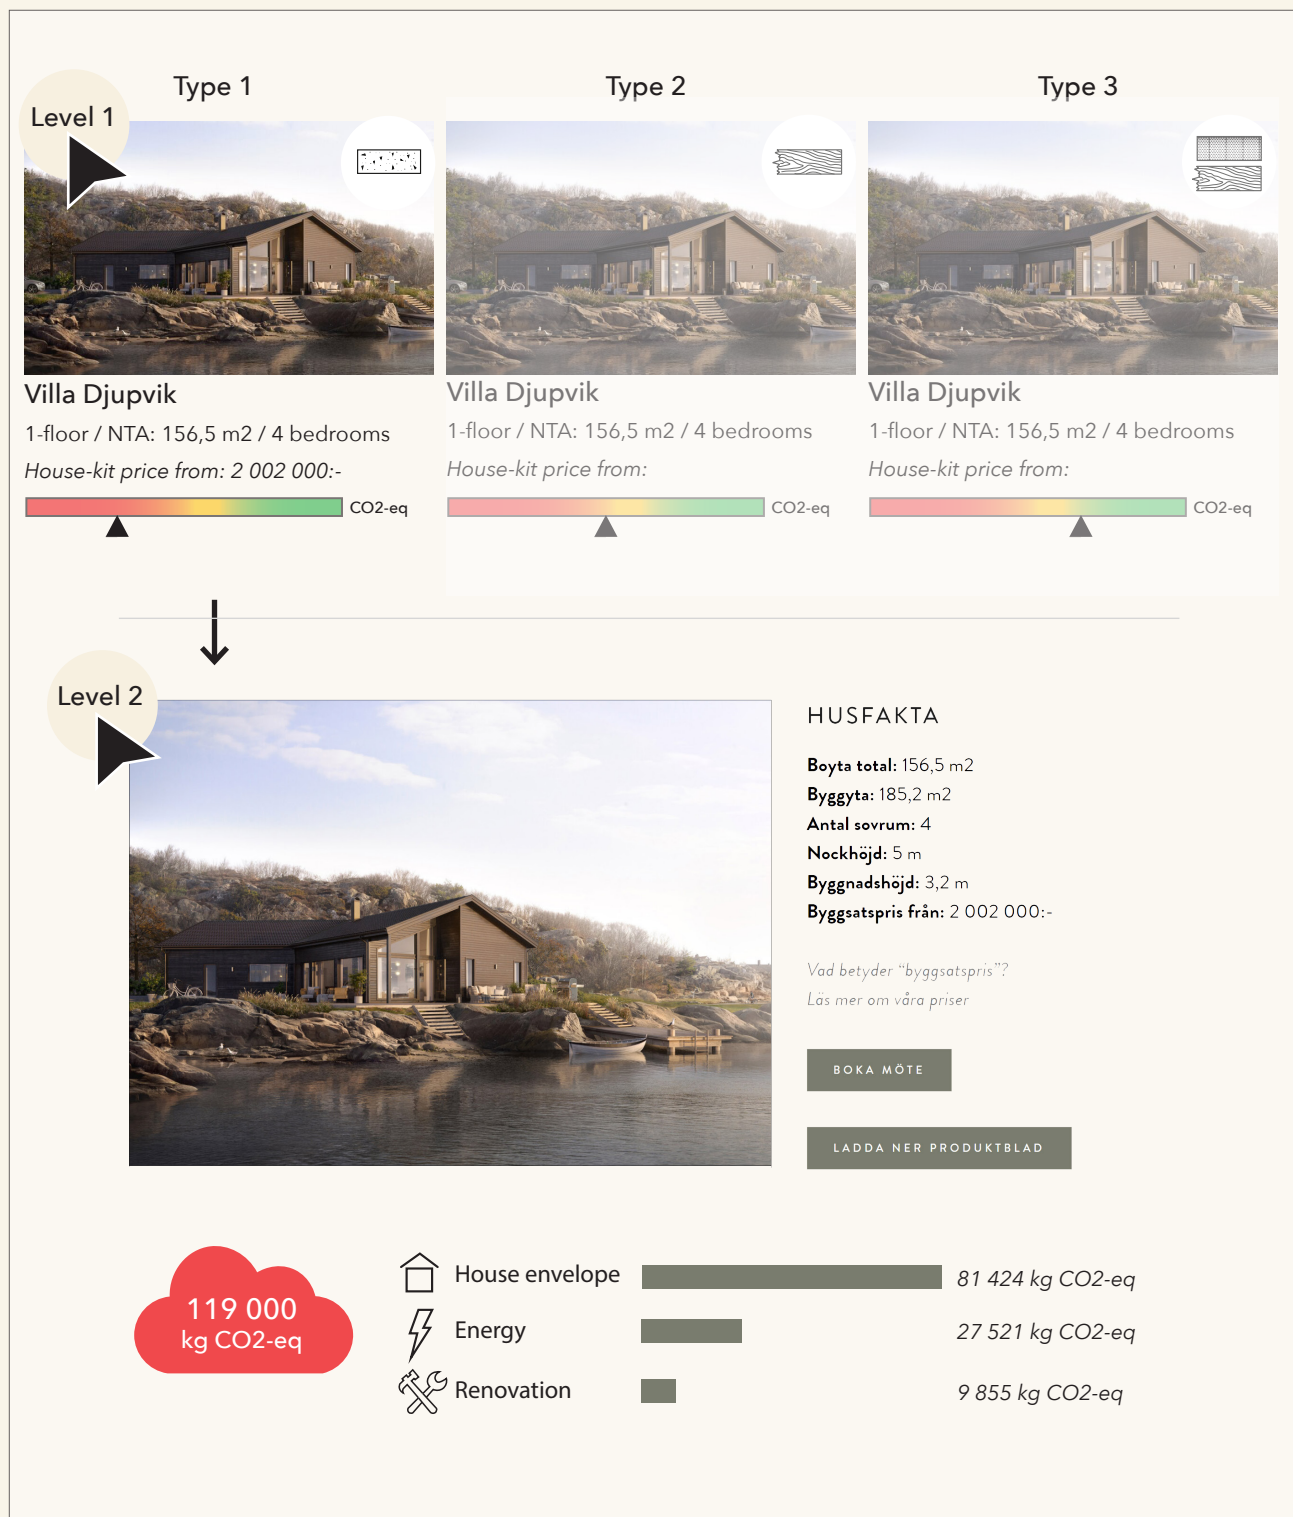 Type 1
Type 2
Type 3
Level 1
Villa Djupvik
1-floor / NTA: 156,5 m2 / 4 bedrooms
House-kit price from: 2 002 000:-
CO2-eq
Villa Djupvik
1-floor / NTA: 156,5 m2 / 4 bedrooms
House-kit price from:
CO2-eq
Villa Djupvik
1-floor / NTA: 156,5 m2 / 4 bedrooms
House-kit price from:
CO2-eq
Level 2
HUSFAKTA
Boyta total: 156,5 m2
Byggyta: 185,2 m2
Antal sovrum: 4
Nockhöjd: 5 m
Byggnadshöjd: 3,2 m
Byggsatspris från: 2 002 000:-
Vad betyder “byggsatspris”?
Läs mer om våra priser
BOKA MÖTE
LADDA NER PRODUKTBLAD
119 000
kg CO2-eq
House envelope 81 424 kg CO2-eq
Energy 27 521 kg CO2-eq
Renovation 9 855 kg CO2-eq